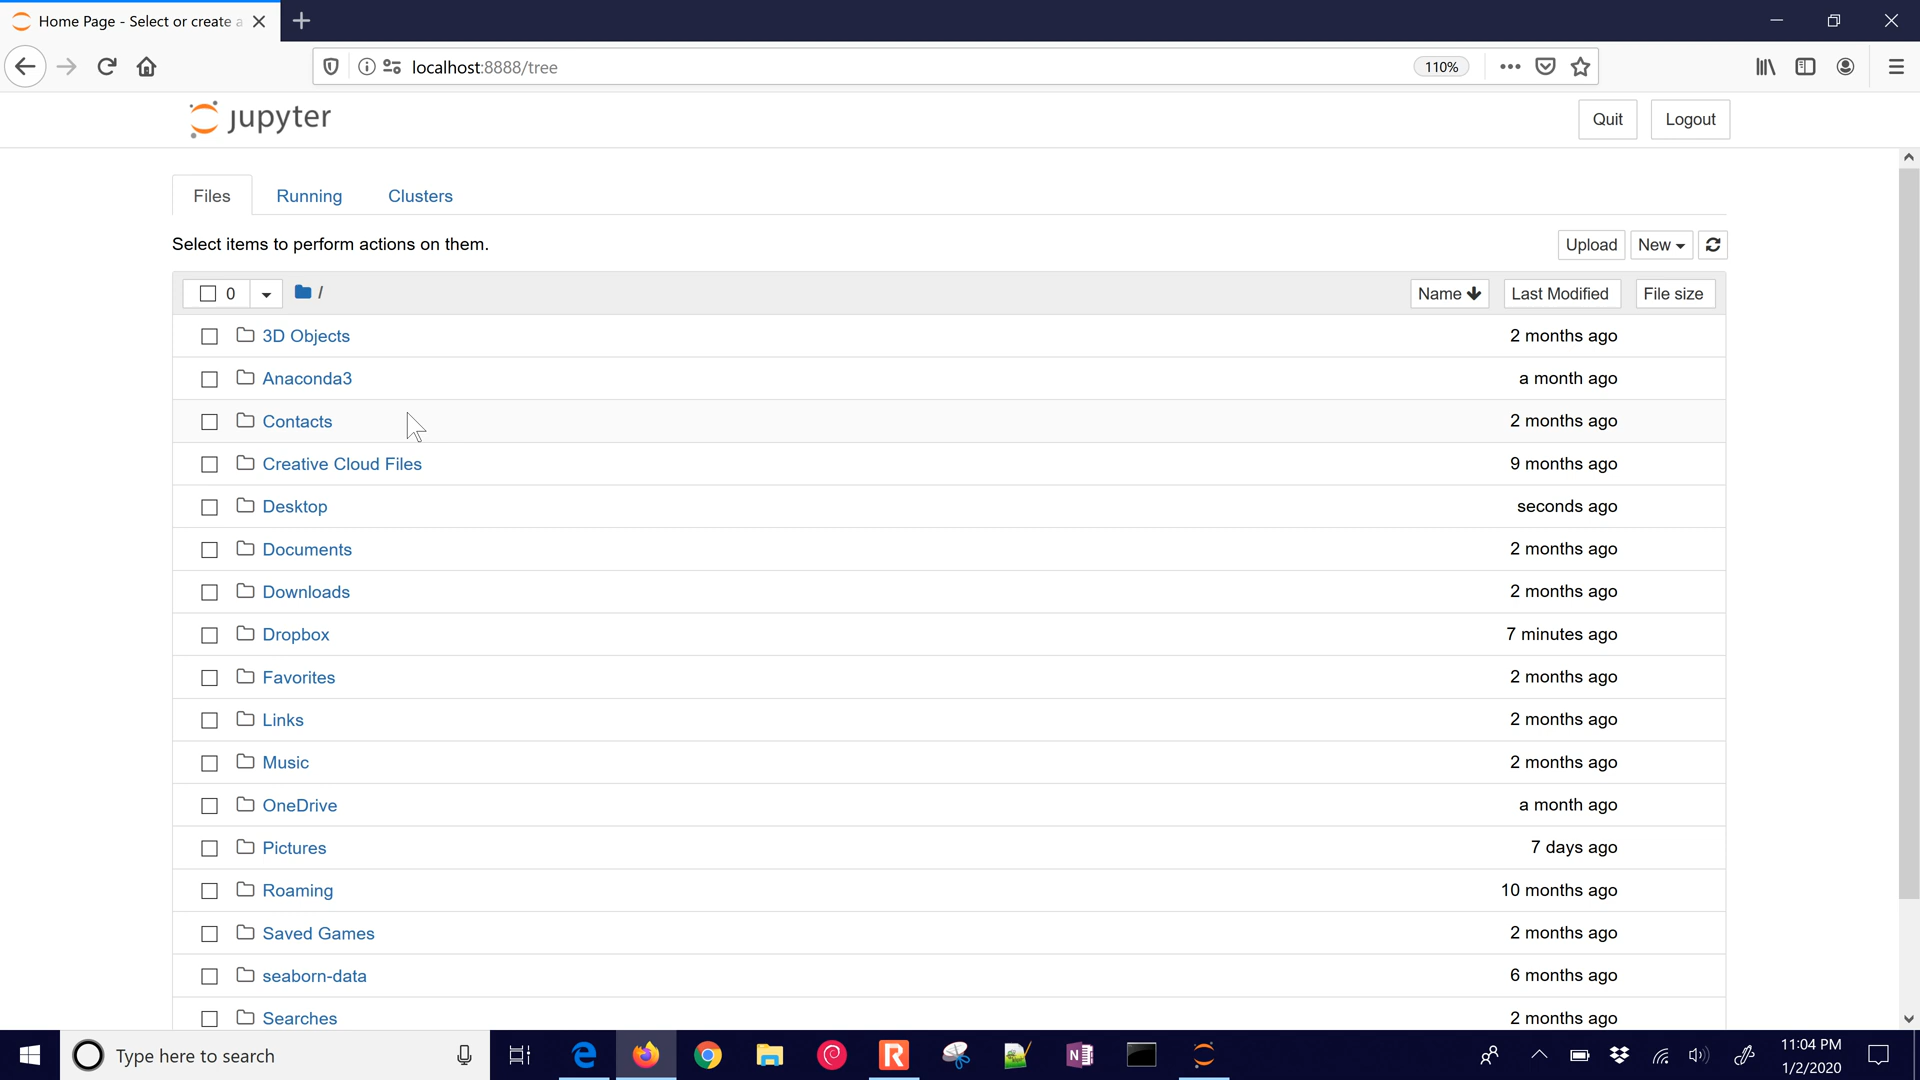 Home Page - Select or create a
localhost:8888/tree
110%
jupyter
Quit
Logout
Files
Running
Clusters
Select items to perform actions on them.
Upload
New
0
/
Name
Last Modified
File size
3D Objects
2 months ago
Anaconda3
a month ago
Contacts
2 months ago
Creative Cloud Files
9 months ago
Desktop
seconds ago
Documents
2 months ago
Downloads
2 months ago
Dropbox
7 minutes ago
Favorites
2 months ago
Links
2 months ago
Music
2 months ago
OneDrive
a month ago
Pictures
7 days ago
Roaming
10 months ago
Saved Games
2 months ago
seaborn-data
6 months ago
Searches
2 months ago
Type here to search
11:04 PM
1/2/2020